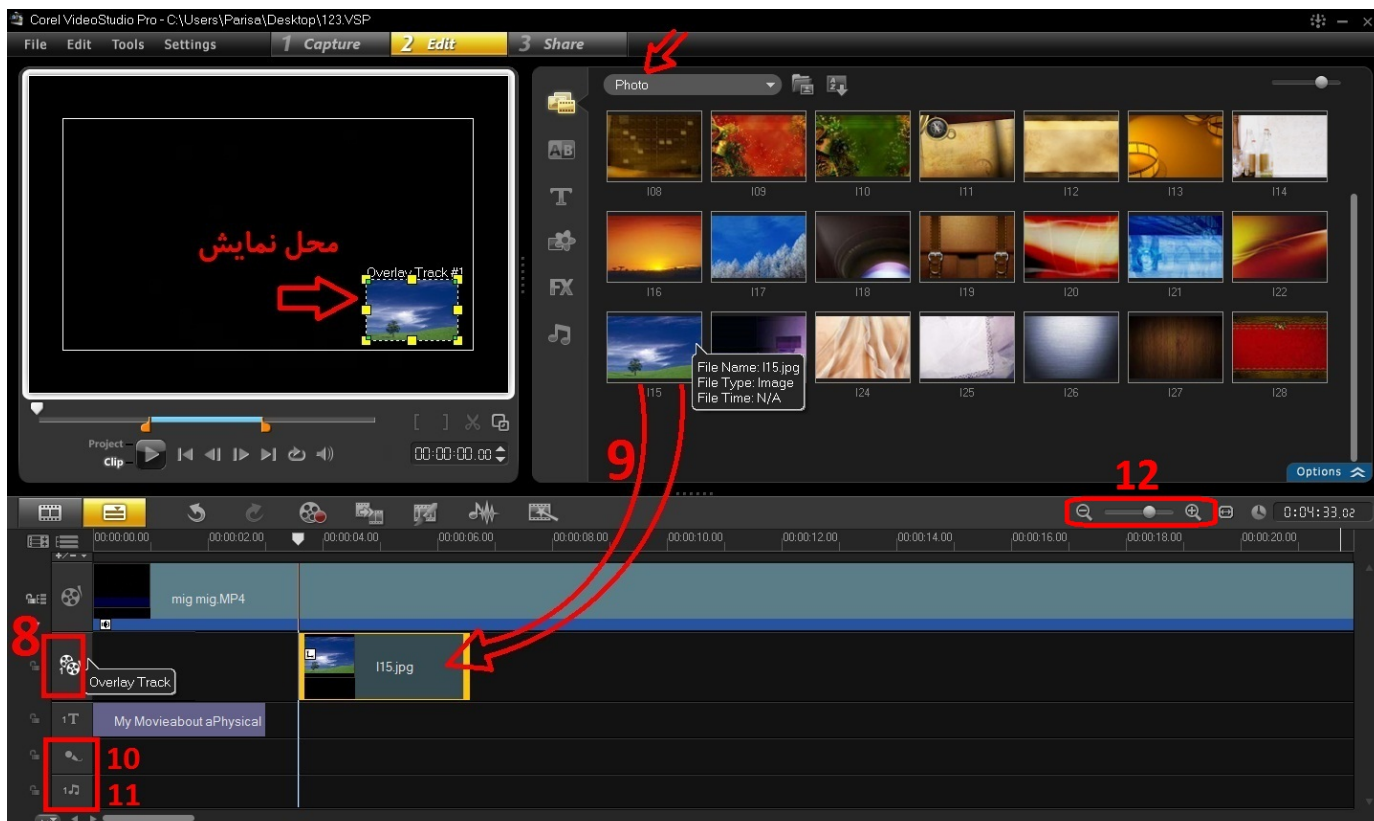 Corel VideoStudio Pro - C:\Users\Parisa\Desktop\123.VSP
File Edit Tools Settings 1 Capture 2 Edit 3 Share
Photo
محل نمایش
Overlay Track #1
I08 I09 I10 I11 I12 I13 I14
I16 I17 I18 I19 I20 I21 I22
File Name: I15.jpg
File Type: Image
File Time: N/A
I15 I24 I25 I26 I27 I28
AB
T
FX
Project
Clip
[ ]
00:00:00.00
9
12
Options
0:04:33.02
00:00:00.00 00:00:02.00 00:00:04.00 00:00:06.00 00:00:08.00 00:00:10.00 00:00:12.00 00:00:14.00 00:00:16.00 00:00:18.00 00:00:20.00
mig mig.MP4
8
Overlay Track
I15.jpg
1T
My Movieabout aPhysical
10
11